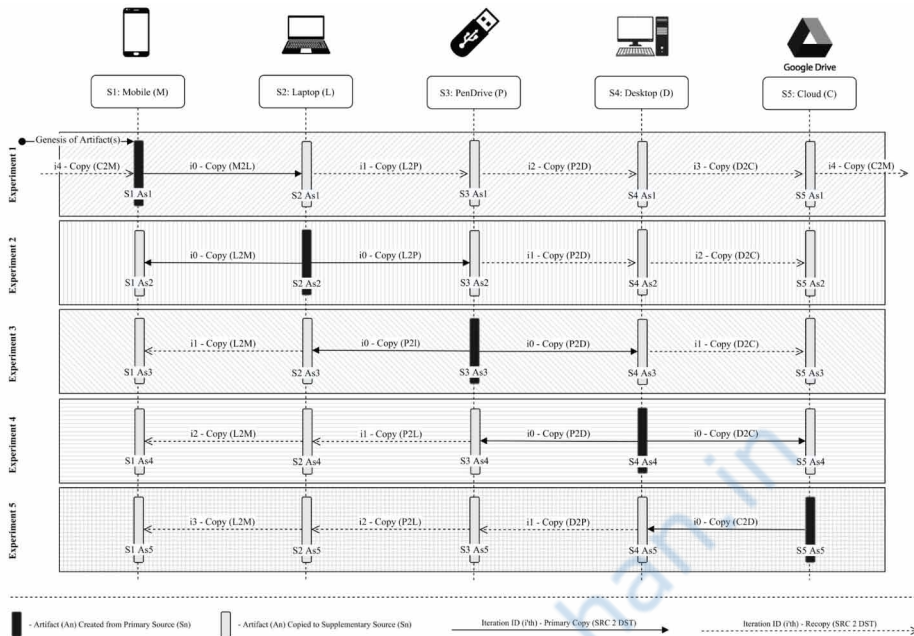 Google Drive
S1: Mobile (M)
S2: Laptop (L)
S3: PenDrive (P)
S4: Desktop (D)
S5: Cloud (C)
Experiment 1
Genesis of Artifact(s)
i4 - Copy (C2M)
i0 - Copy (M2L)
i1 - Copy (L2P)
i2 - Copy (P2D)
i3 - Copy (D2C)
i4 - Copy (C2M)
S1 As1
S2 As1
S3 As1
S4 As1
S5 As1
Experiment 2
i0 - Copy (L2M)
i0 - Copy (L2P)
i1 - Copy (P2D)
i2 - Copy (D2C)
S1 As2
S2 As2
S3 As2
S4 As2
S5 As2
Experiment 3
i1 - Copy (L2M)
i0 - Copy (P2l)
i0 - Copy (P2D)
i1 - Copy (D2C)
S1 As3
S2 As3
S3 As3
S4 As3
S5 As3
Experiment 4
i2 - Copy (L2M)
i1 - Copy (P2L)
i0 - Copy (P2D)
i0 - Copy (D2C)
S1 As4
S2 As4
S3 As4
S4 As4
S5 As4
Experiment 5
i3 - Copy (L2M)
i2 - Copy (P2L)
i1 - Copy (D2P)
i0 - Copy (C2D)
S1 As5
S2 As5
S3 As5
S4 As5
S5 As5
- Artifact (An) Created from Primary Source (Sn)
- Artifact (An) Copied to Supplementary Source (Sn)
Iteration ID (i'th) - Primary Copy (SRC 2 DST)
Iteration ID (i'th) - Recopy (SRC 2 DST)
han.in